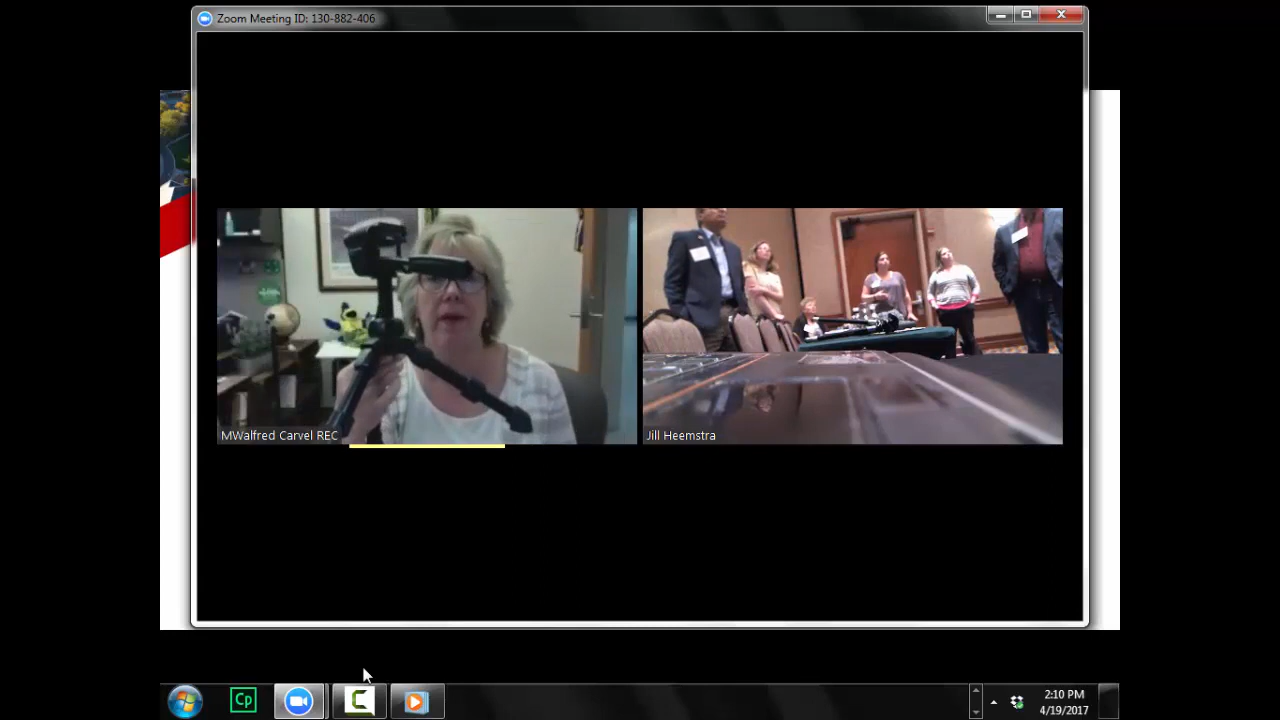 Zoom Meeting ID: 130-882-406
MWalfred Carvel REC
Jill Heemstra
Cp
2:10 PM
4/19/2017